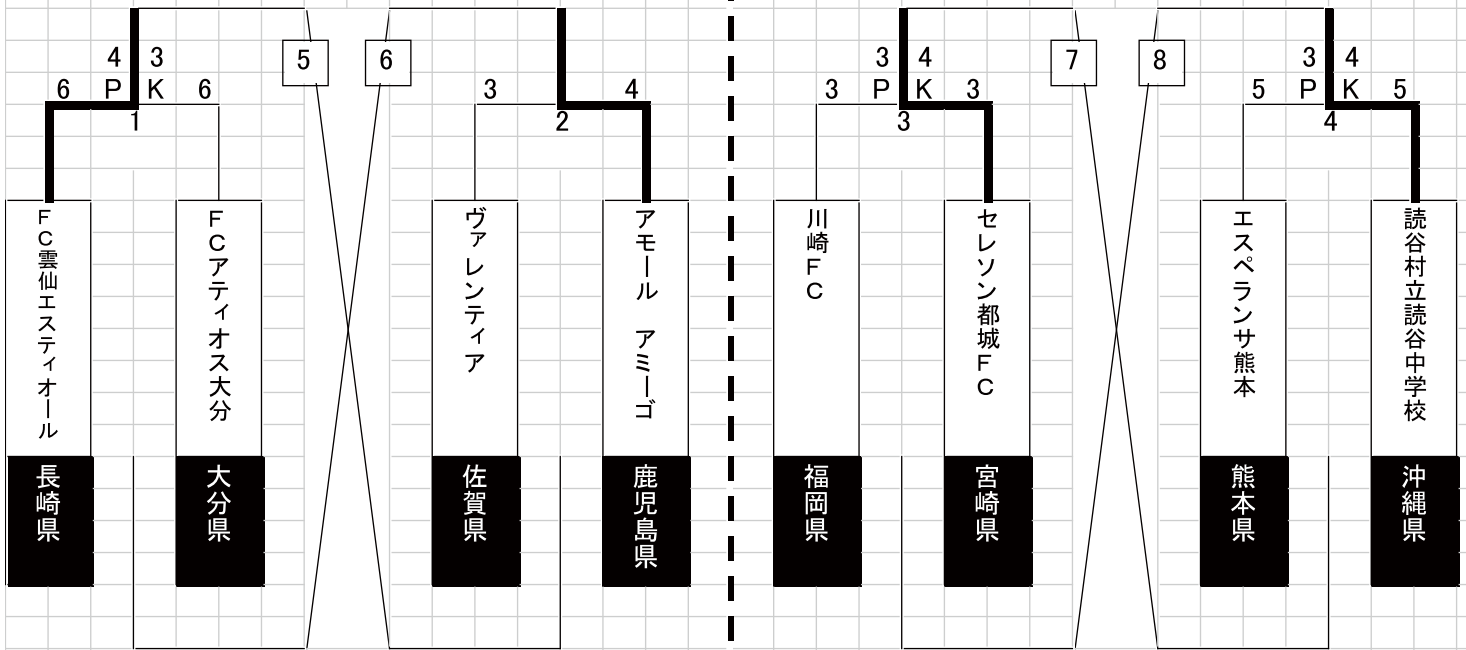 5
6
7
8
4 3
6 P K 6
1
3 4
2
3 4
3 P K 3
3
3 4
5 P K 5
4
FC雲仙エスティオール
FCアティオス大分
ヴァレンティア
アモール アミーゴ
川崎FC
セレソン都城FC
エスペランサ熊本
読谷村立読谷中学校
長崎県
大分県
佐賀県
鹿児島県
福岡県
宮崎県
熊本県
沖縄県